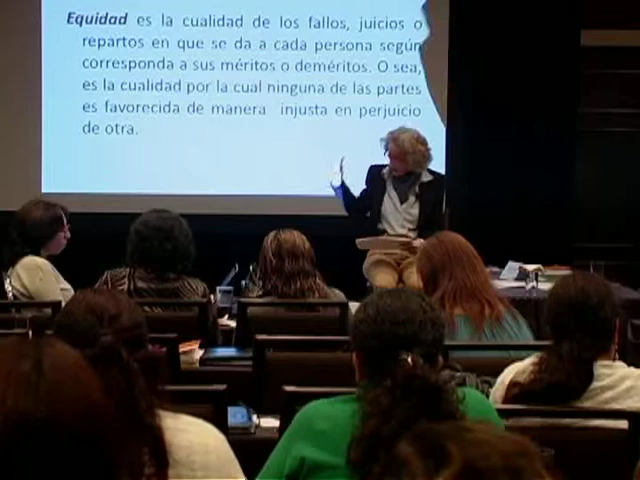 Equidad es la cualidad de los fallos, juicios o
repartos en que se da a cada persona según
corresponda a sus méritos o deméritos. O sea,
es la cualidad por la cual ninguna de las partes
es favorecida de manera injusta en perjuicio
de otra.